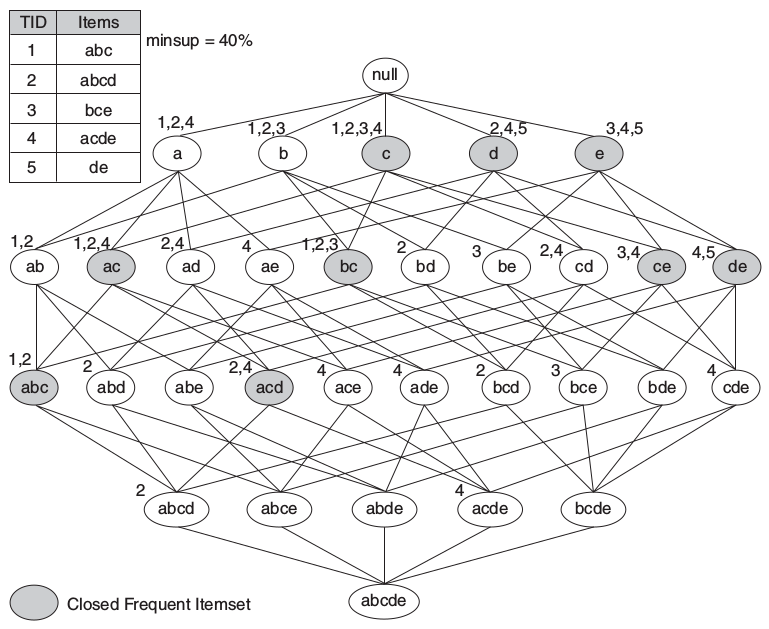 TID Items
1 abc
2 abcd
3 bce
4 acde
5 de
minsup = 40%
null
1,2,4 1,2,3 1,2,3,4 2,4,5 3,4,5
a b c d e
1,2 1,2,4 2,4 4 1,2,3 2 3 2,4 3,4 4,5
ab ac ad ae bc bd be cd ce de
1,2 2 2,4 4 4 2 3 4
abc abd abe acd ace ade bcd bce bde cde
2 4
abcd abce abde acde bcde
abcde
Closed Frequent Itemset